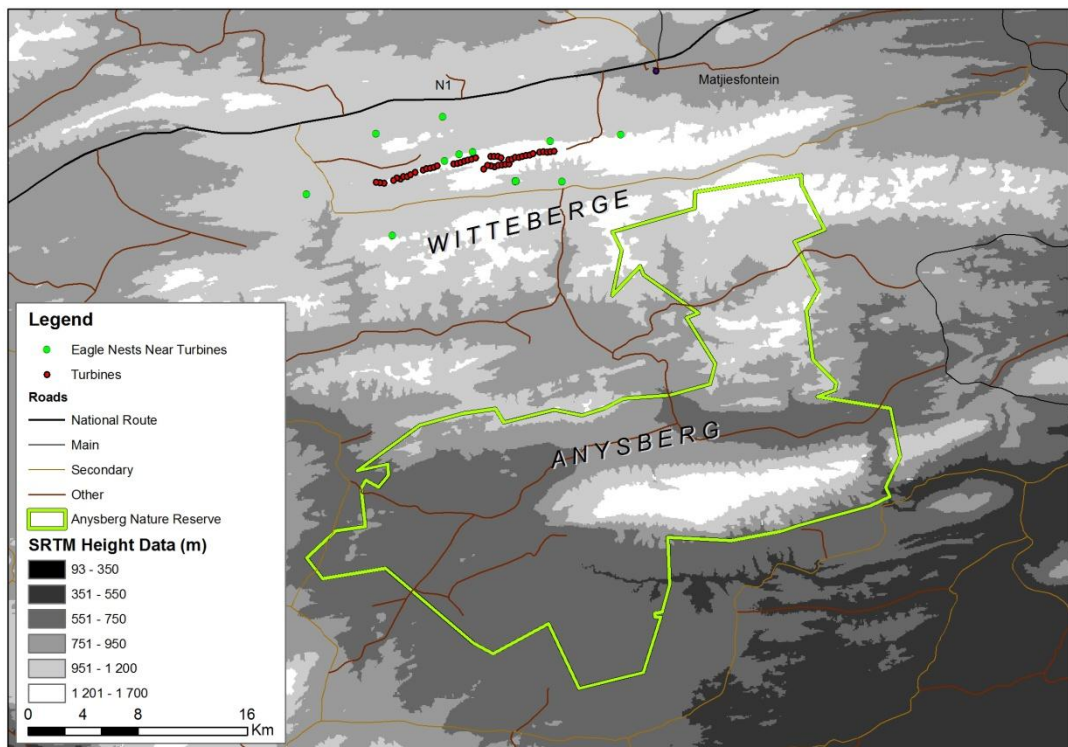 N1
Matjiesfontein
WITTEBERGE
ANYSBERG
Legend
Eagle Nests Near Turbines
Turbines
Roads
National Route
Main
Secondary
Other
Anysberg Nature Reserve
SRTM Height Data (m)
93 - 350
351 - 550
551 - 750
751 - 950
951 - 1 200
1 201 - 1 700
0 4 8 16
Km